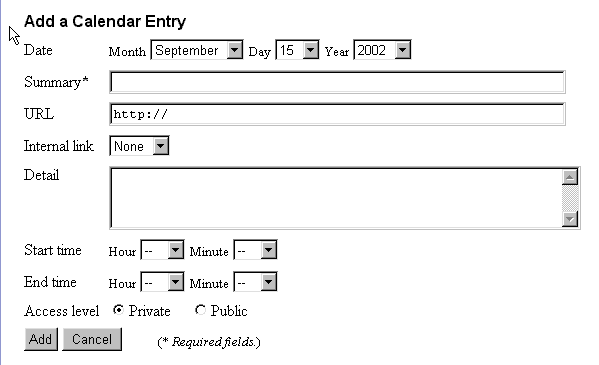 Add a Calendar Entry
Date Month September Day 15 Year 2002
Summary*
URL http://
Internal link None
Detail
Start time Hour -- Minute --
End time Hour -- Minute --
Access level Private Public
Add Cancel (* Required fields.)